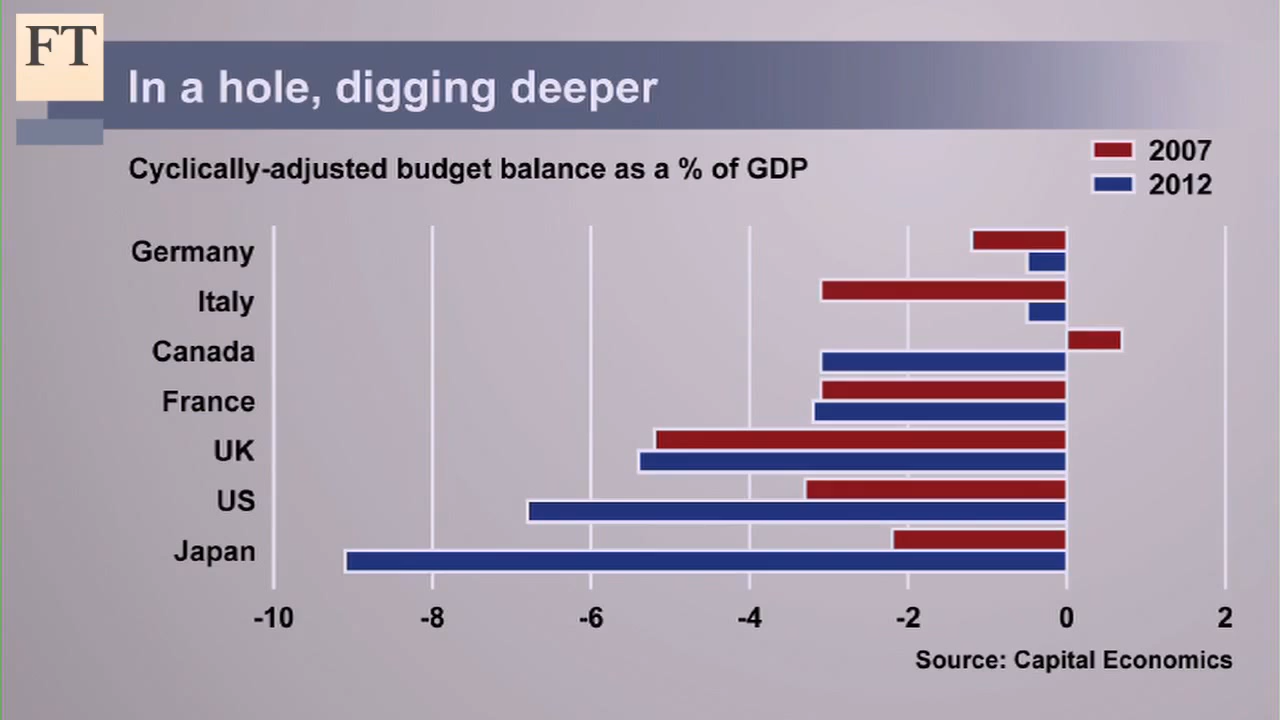 FT
In a hole, digging deeper
Cyclically-adjusted budget balance as a % of GDP
2007
2012
Germany
Italy
Canada
France
UK
US
Japan
-10 -8 -6 -4 -2 0 2
Source: Capital Economics